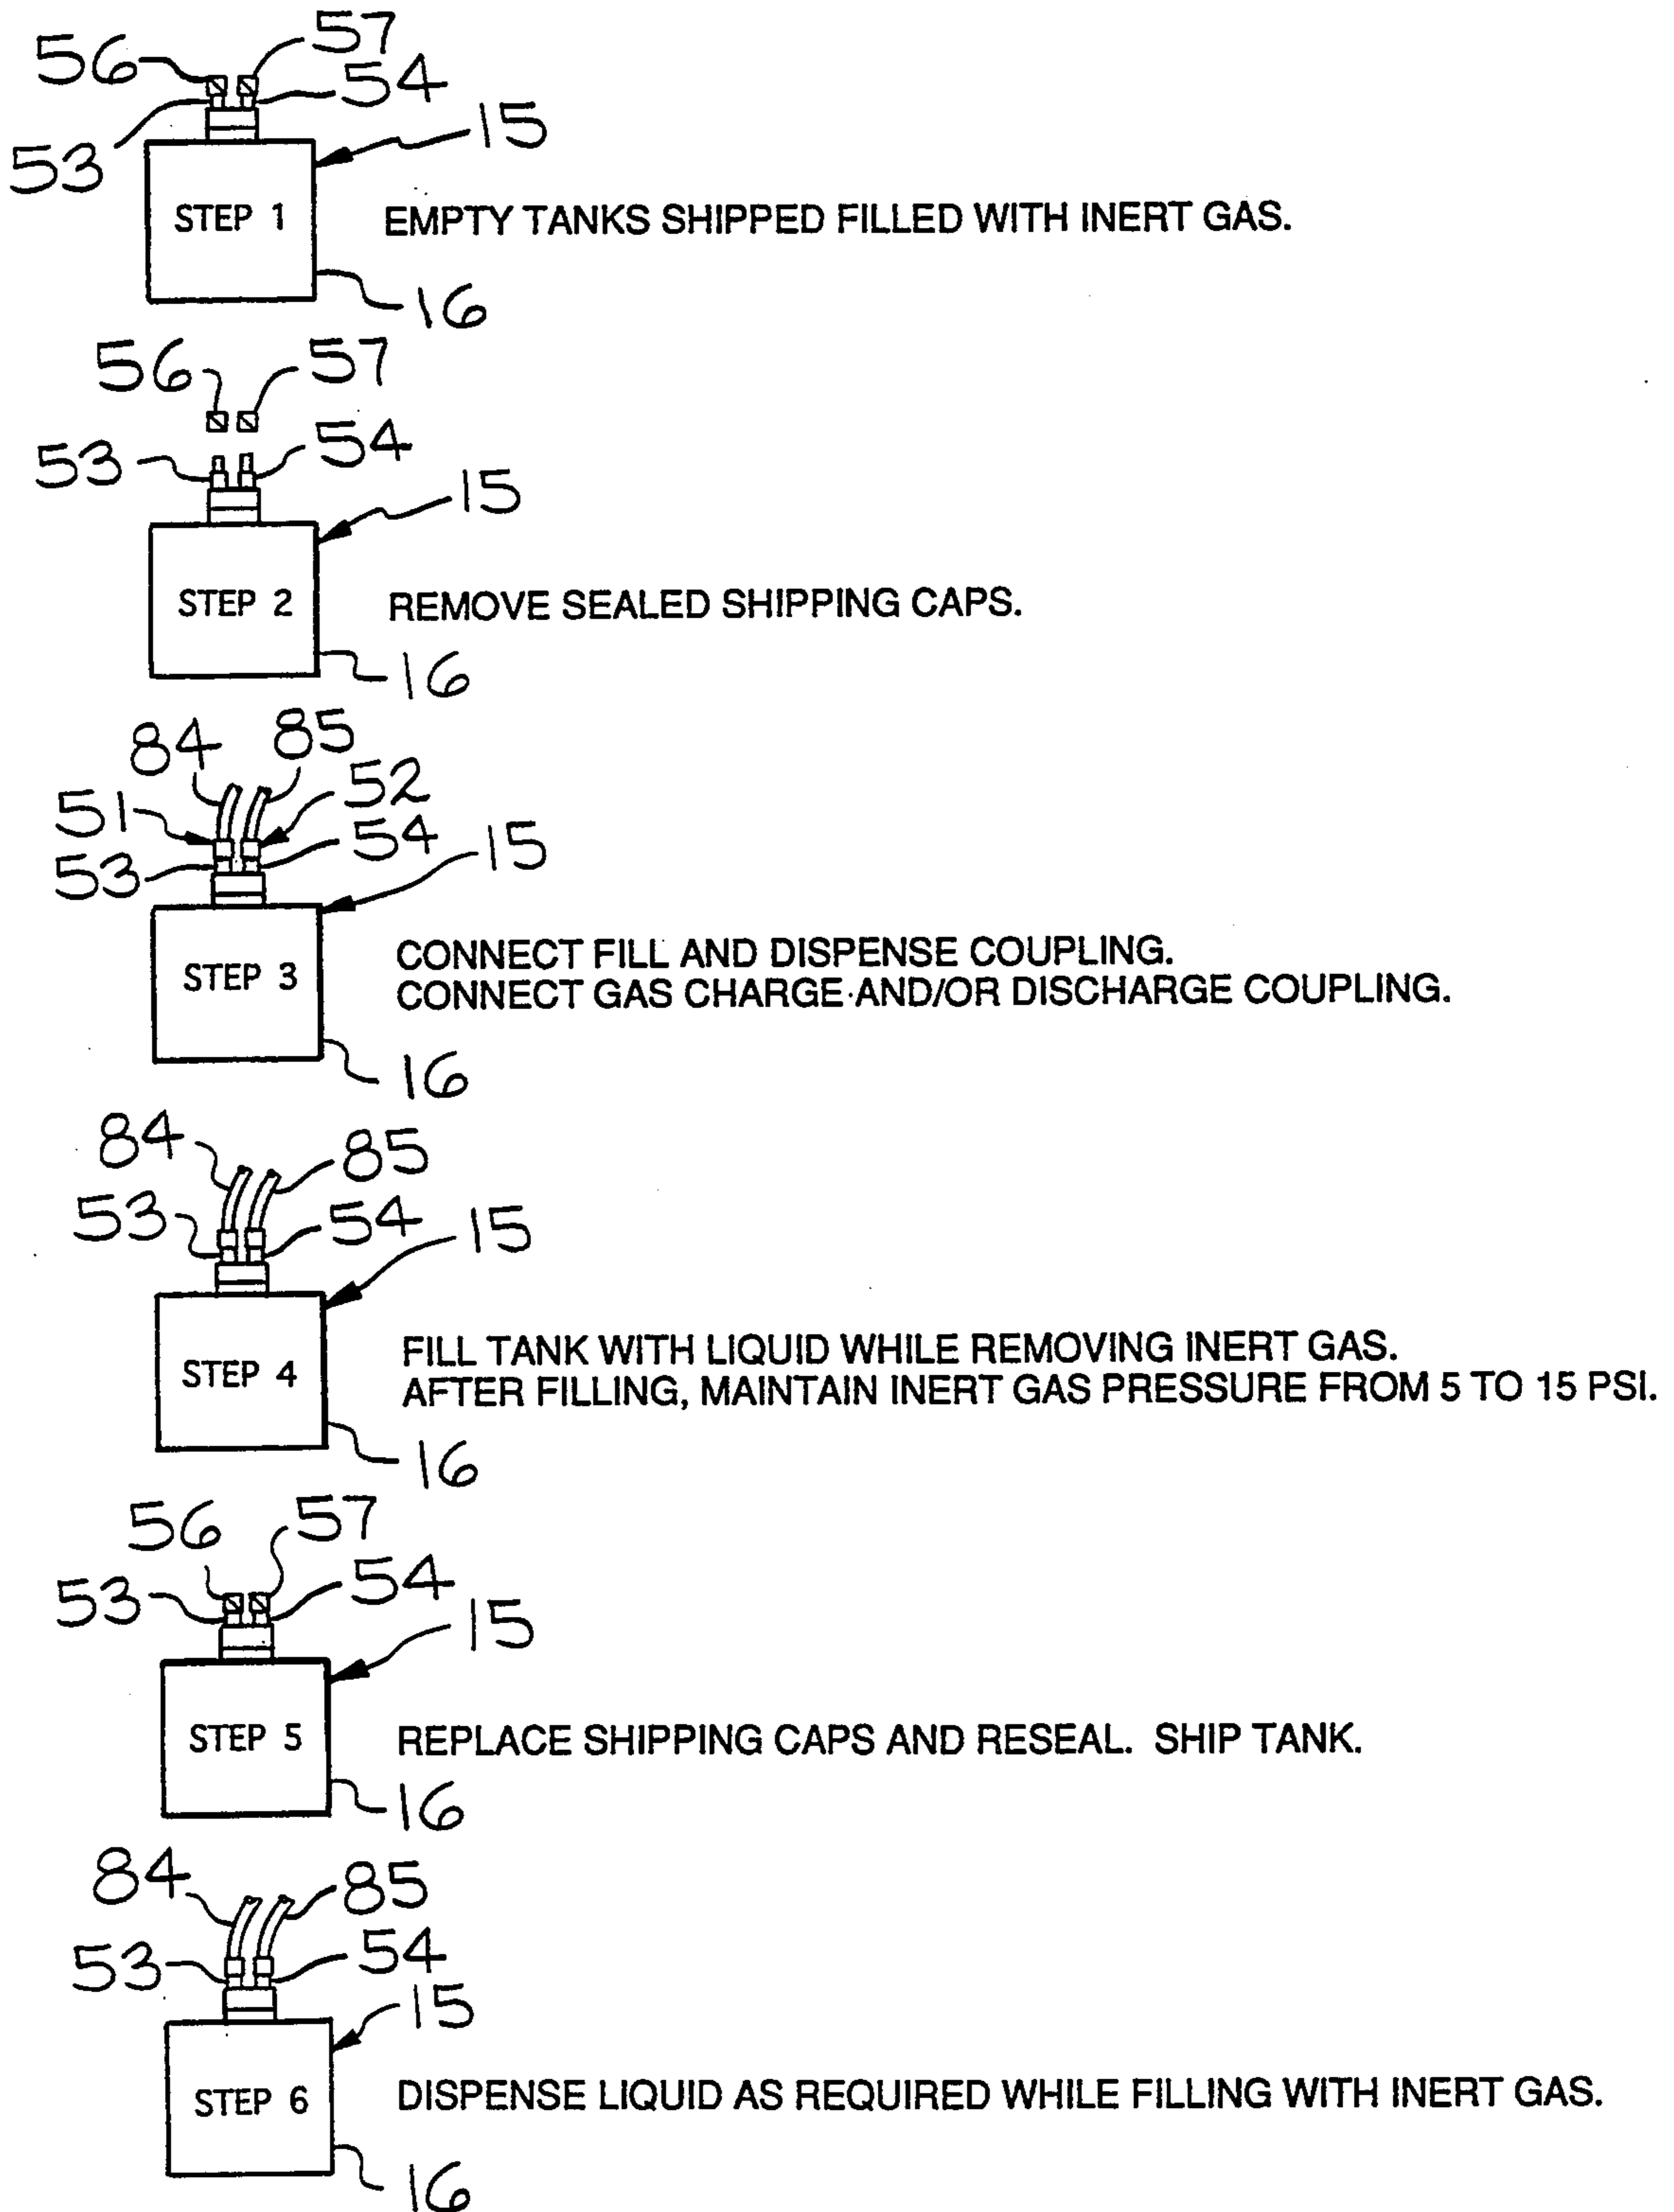 56
57
53
54
15
STEP 1
EMPTY TANKS SHIPPED FILLED WITH INERT GAS.
16
56
57
53
54
15
STEP 2
REMOVE SEALED SHIPPING CAPS.
16
84
85
51
52
53
54
15
STEP 3
CONNECT FILL AND DISPENSE COUPLING.
CONNECT GAS CHARGE AND/OR DISCHARGE COUPLING.
16
84
85
53
54
15
STEP 4
FILL TANK WITH LIQUID WHILE REMOVING INERT GAS.
AFTER FILLING, MAINTAIN INERT GAS PRESSURE FROM 5 TO 15 PSI.
16
56
57
53
54
15
STEP 5
REPLACE SHIPPING CAPS AND RESEAL. SHIP TANK.
16
84
85
53
54
15
STEP 6
DISPENSE LIQUID AS REQUIRED WHILE FILLING WITH INERT GAS.
16